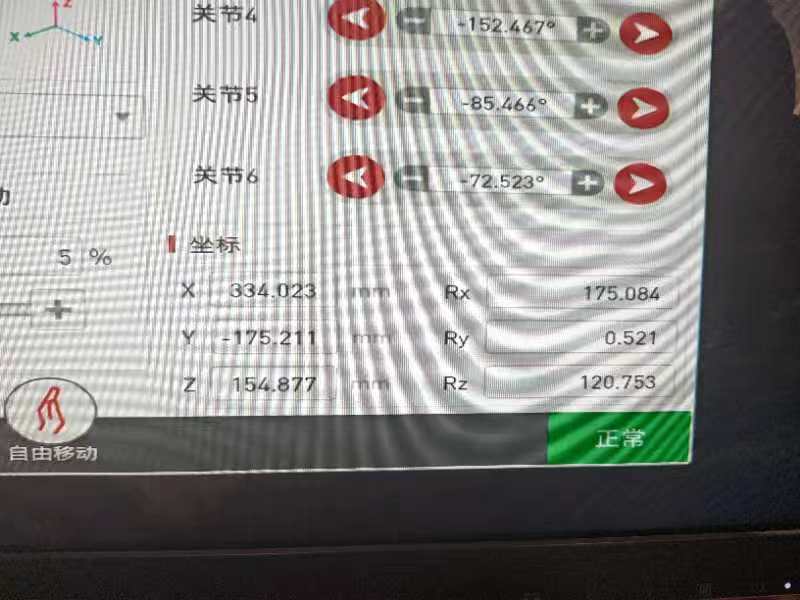 Z
X
Y
关节4 -152.467°
关节5 -85.466°
关节6 -72.523°
动
5 %
坐标
X 334.023 mm Rx 175.084
Y -175.211 mm Ry 0.521
Z 154.877 mm Rz 120.753
自由移动
正常